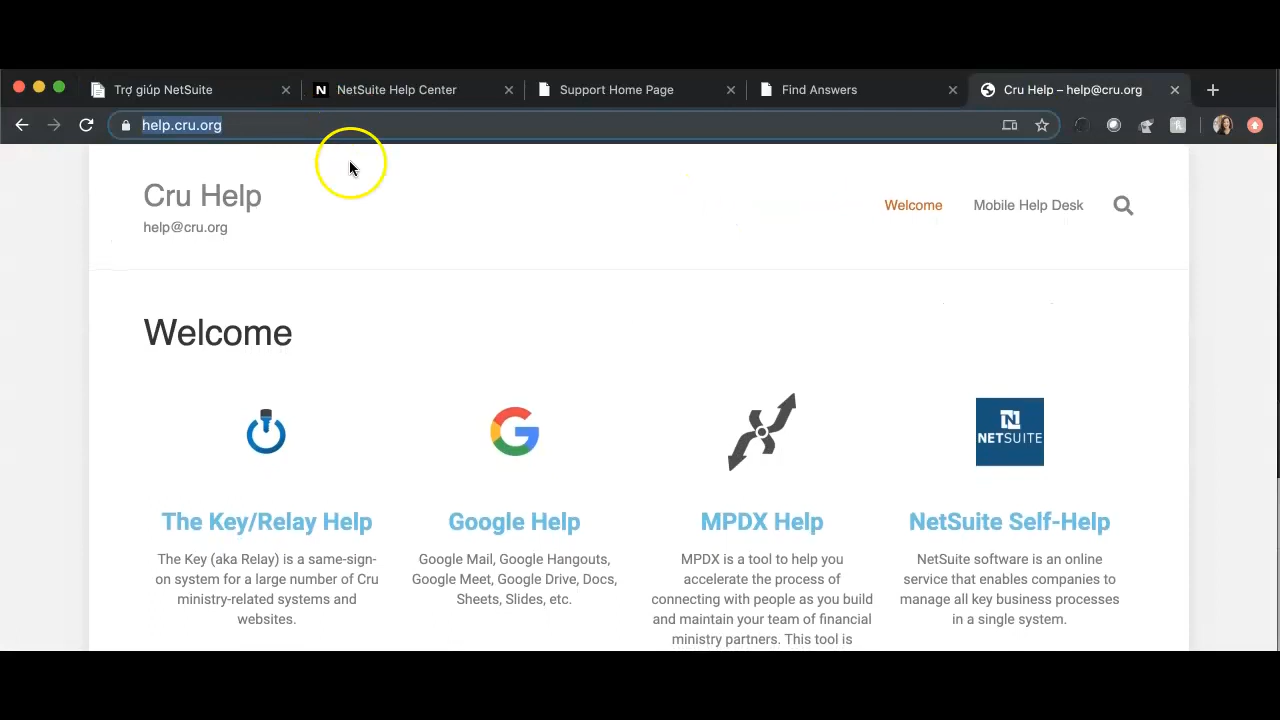 Trợ giúp NetSuite
NetSuite Help Center
Support Home Page
Find Answers
Cru Help – help@cru.org
help.cru.org
Cru Help
help@cru.org
Welcome
Mobile Help Desk
Welcome
N
NETSUITE
The Key/Relay Help
The Key (aka Relay) is a same-sign-
on system for a large number of Cru
ministry-related systems and
websites.
Google Help
Google Mail, Google Hangouts,
Google Meet, Google Drive, Docs,
Sheets, Slides, etc.
MPDX Help
MPDX is a tool to help you
accelerate the process of
connecting with people as you build
and maintain your team of financial
ministry partners. This tool is
NetSuite Self-Help
NetSuite software is an online
service that enables companies to
manage all key business processes
in a single system.